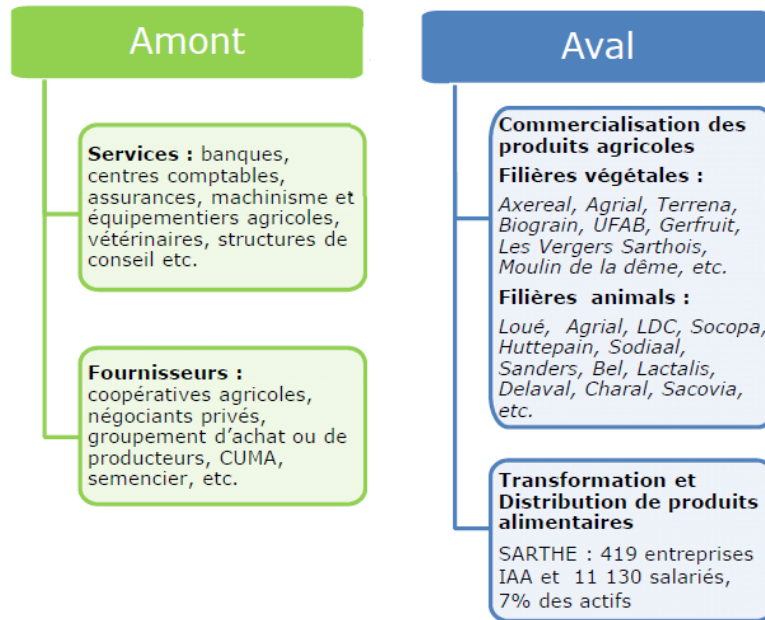 Amont
Services : banques,
centres comptables,
assurances, machinisme et
équipementiers agricoles,
vétérinaires, structures de
conseil etc.
Fournisseurs :
coopératives agricoles,
négociants privés,
groupement d'achat ou de
producteurs, CUMA,
semencier, etc.
Aval
Commercialisation des
produits agricoles
Filières végétales :
Axereal, Agrial, Terrena,
Biograin, UFAB, Gerfruit,
Les Vergers Sarthois,
Moulin de la dême, etc.
Filières animals :
Loué, Agrial, LDC, Socopa,
Huttepain, Sodiaal,
Sanders, Bel, Lactalis,
Delaval, Charal, Sacovia,
etc.
Transformation et
Distribution de produits
alimentaires
SARTHE : 419 entreprises
IAA et 11 130 salariés,
7% des actifs